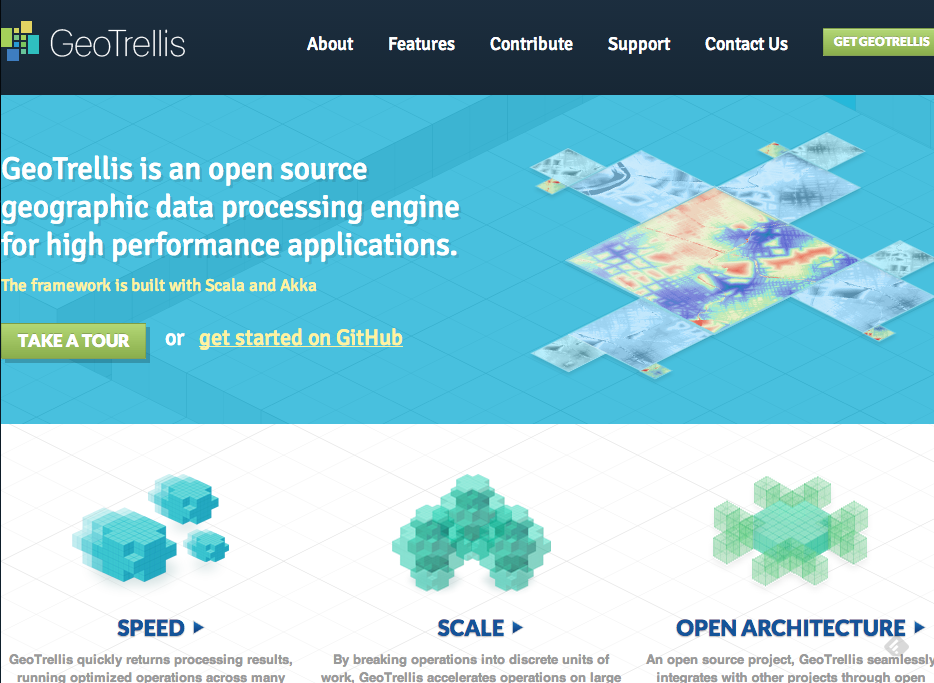 GeoTrellis
About Features Contribute Support Contact Us GET GEOTRELLIS
GeoTrellis is an open source
geographic data processing engine
for high performance applications.
The framework is built with Scala and Akka
TAKE A TOUR or get started on GitHub
SPEED
GeoTrellis quickly returns processing results,
running optimized operations across many
SCALE
By breaking operations into discrete units of
work, GeoTrellis accelerates operations on large
OPEN ARCHITECTURE
An open source project, GeoTrellis seamlessly
integrates with other projects through open